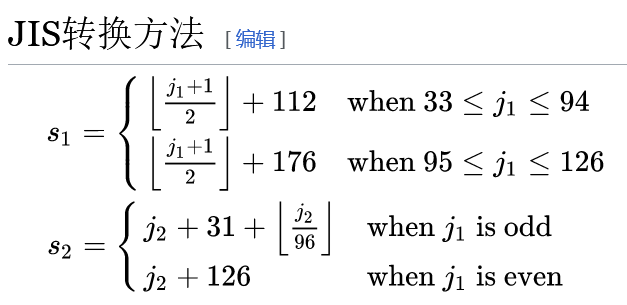 JIS转换方法 [编辑]
s₁ = { ⌊(j₁+1)/2⌋ + 112 when 33 ≤ j₁ ≤ 94
⌊(j₁+1)/2⌋ + 176 when 95 ≤ j₁ ≤ 126
s₂ = { j₂ + 31 + ⌊j₂/96⌋ when j₁ is odd
j₂ + 126 when j₁ is even